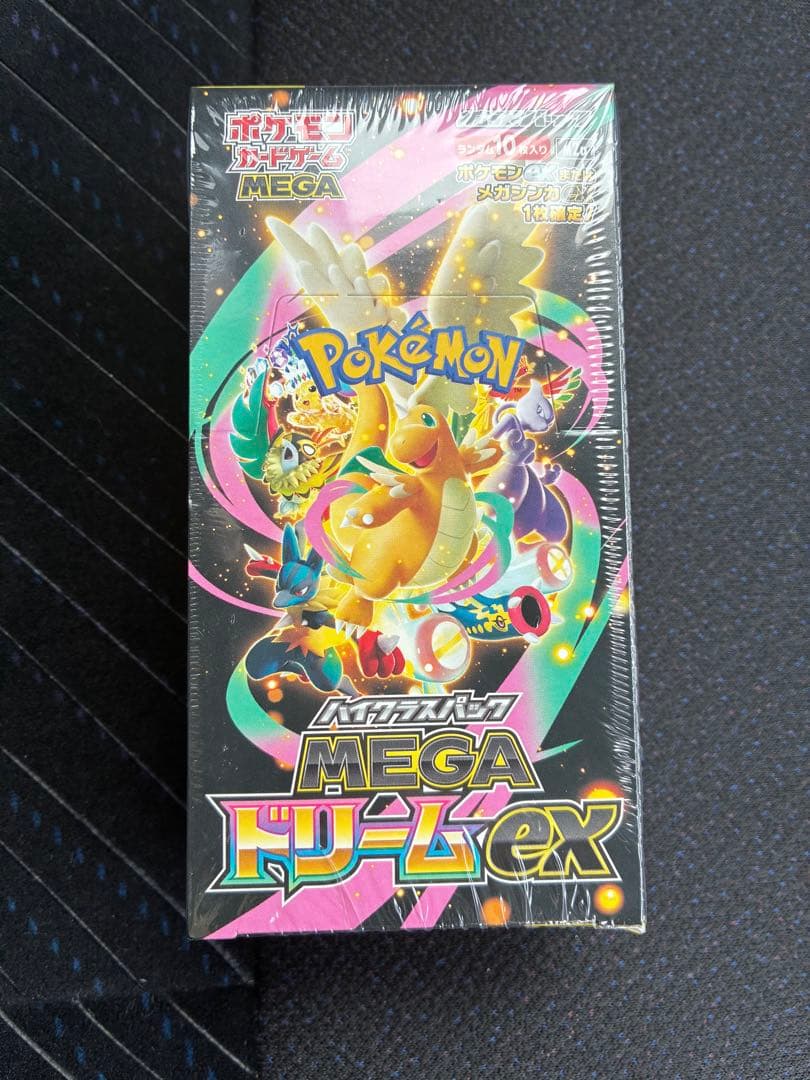 ポケモン
カードゲーム
MEGA
ランダム10枚入り
ポケモンexまたは
メガシンカex
1枚確定!
POKéMON
ハイクラスパック
MEGA
ドリームex